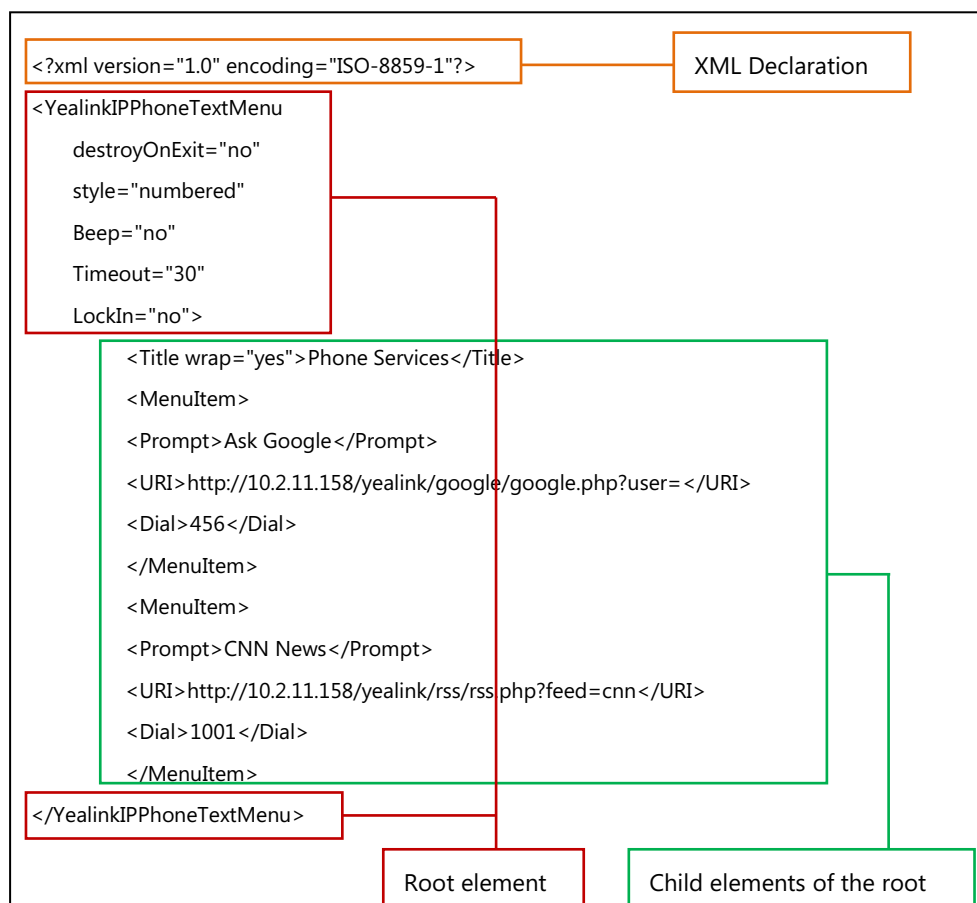 <?xml version="1.0" encoding="ISO-8859-1"?>
XML Declaration
<YealinkIPPhoneTextMenu
destroyOnExit="no"
style="numbered"
Beep="no"
Timeout="30"
LockIn="no">
<Title wrap="yes">Phone Services</Title>
<MenuItem>
<Prompt>Ask Google</Prompt>
<URI>http://10.2.11.158/yealink/google/google.php?user=</URI>
<Dial>456</Dial>
</MenuItem>
<MenuItem>
<Prompt>CNN News</Prompt>
<URI>http://10.2.11.158/yealink/rss/rss.php?feed=cnn</URI>
<Dial>1001</Dial>
</MenuItem>
</YealinkIPPhoneTextMenu>
Root element
Child elements of the root